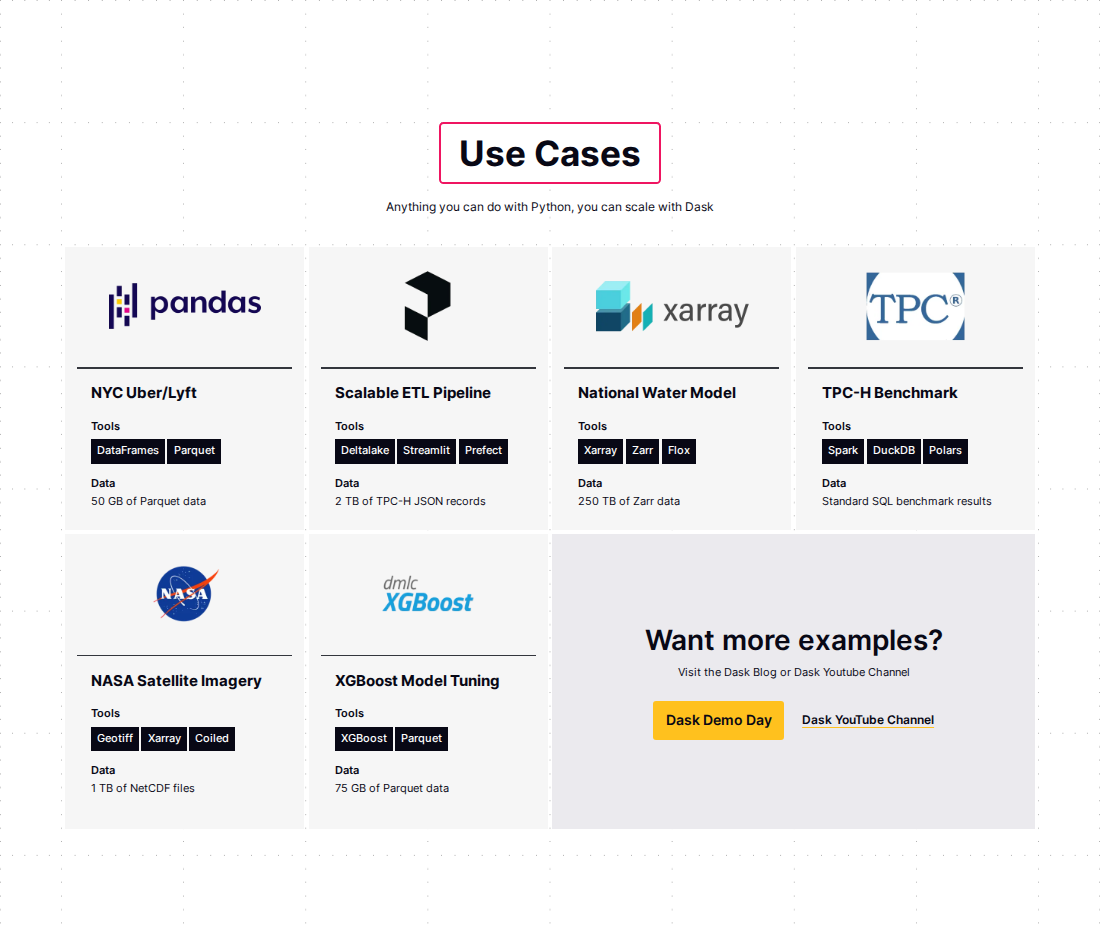 Use Cases
Anything you can do with Python, you can scale with Dask
pandas
NYC Uber/Lyft
Tools
DataFrames Parquet
Data
50 GB of Parquet data
Scalable ETL Pipeline
Tools
Deltalake Streamlit Prefect
Data
2 TB of TPC-H JSON records
xarray
National Water Model
Tools
Xarray Zarr Flox
Data
250 TB of Zarr data
TPC®
TPC-H Benchmark
Tools
Spark DuckDB Polars
Data
Standard SQL benchmark results
NASA
NASA Satellite Imagery
Tools
Geotiff Xarray Coiled
Data
1 TB of NetCDF files
dmlc
XGBoost
XGBoost Model Tuning
Tools
XGBoost Parquet
Data
75 GB of Parquet data
Want more examples?
Visit the Dask Blog or Dask Youtube Channel
Dask Demo Day Dask YouTube Channel